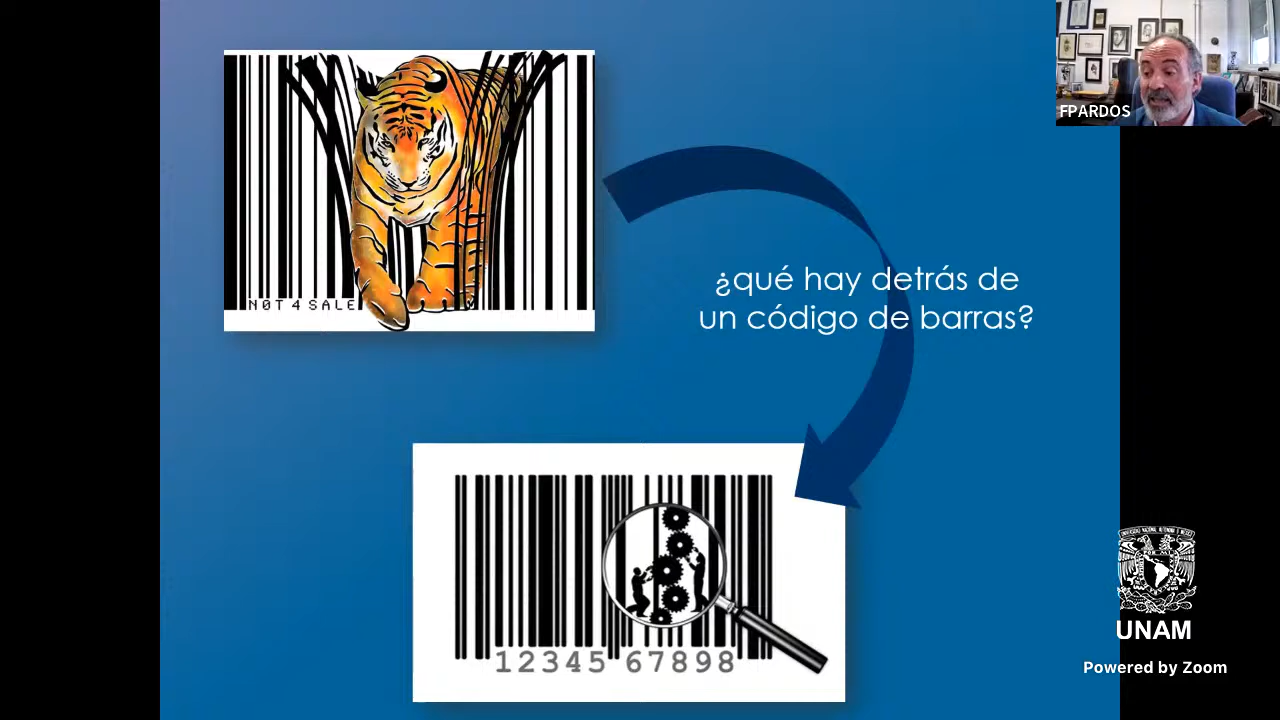 FPARDOS
N0T 4 SALE
¿qué hay detrás de
un código de barras?
12345 67898
UNAM
Powered by Zoom